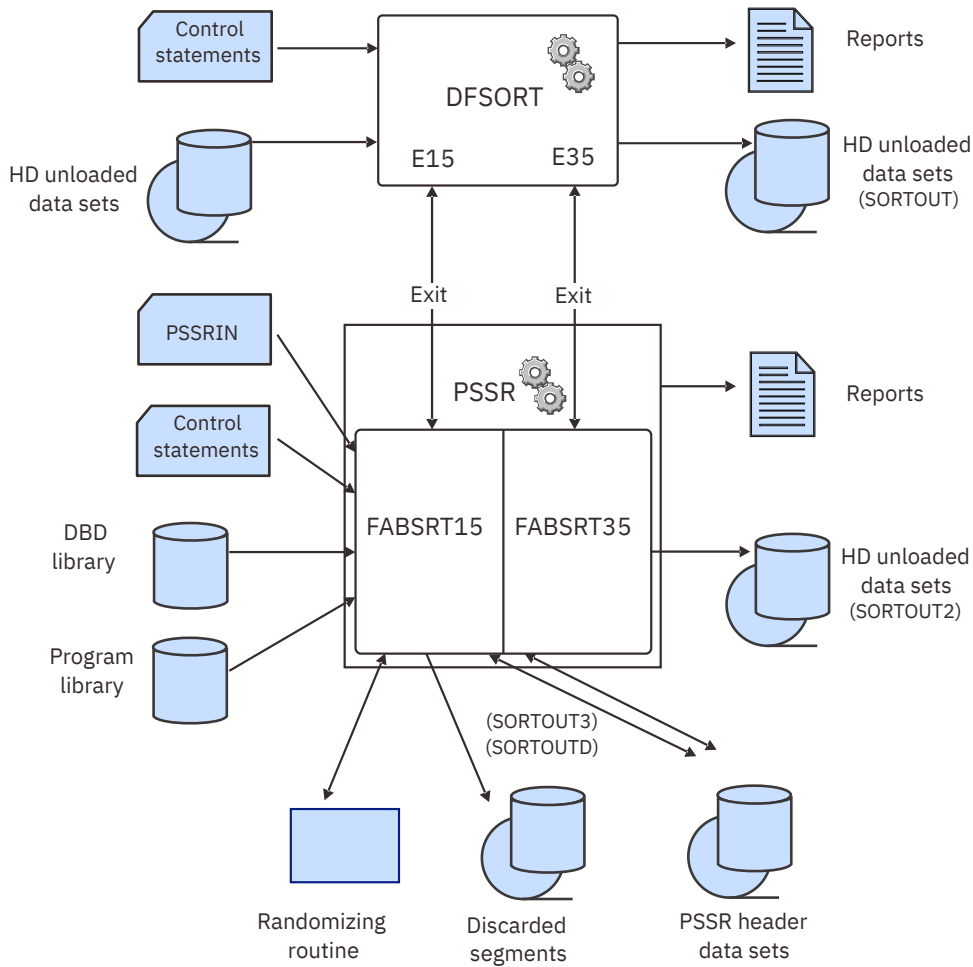 Control
statements
DFSORT
E15
E35
Reports
HD unloaded
data sets
HD unloaded
data sets
(SORTOUT)
Exit
Exit
PSSRIN
PSSR
Reports
Control
statements
FABSRT15
FABSRT35
DBD
library
HD unloaded
data sets
(SORTOUT2)
Program
library
(SORTOUT3)
(SORTOUTD)
Randomizing
routine
Discarded
segments
PSSR header
data sets